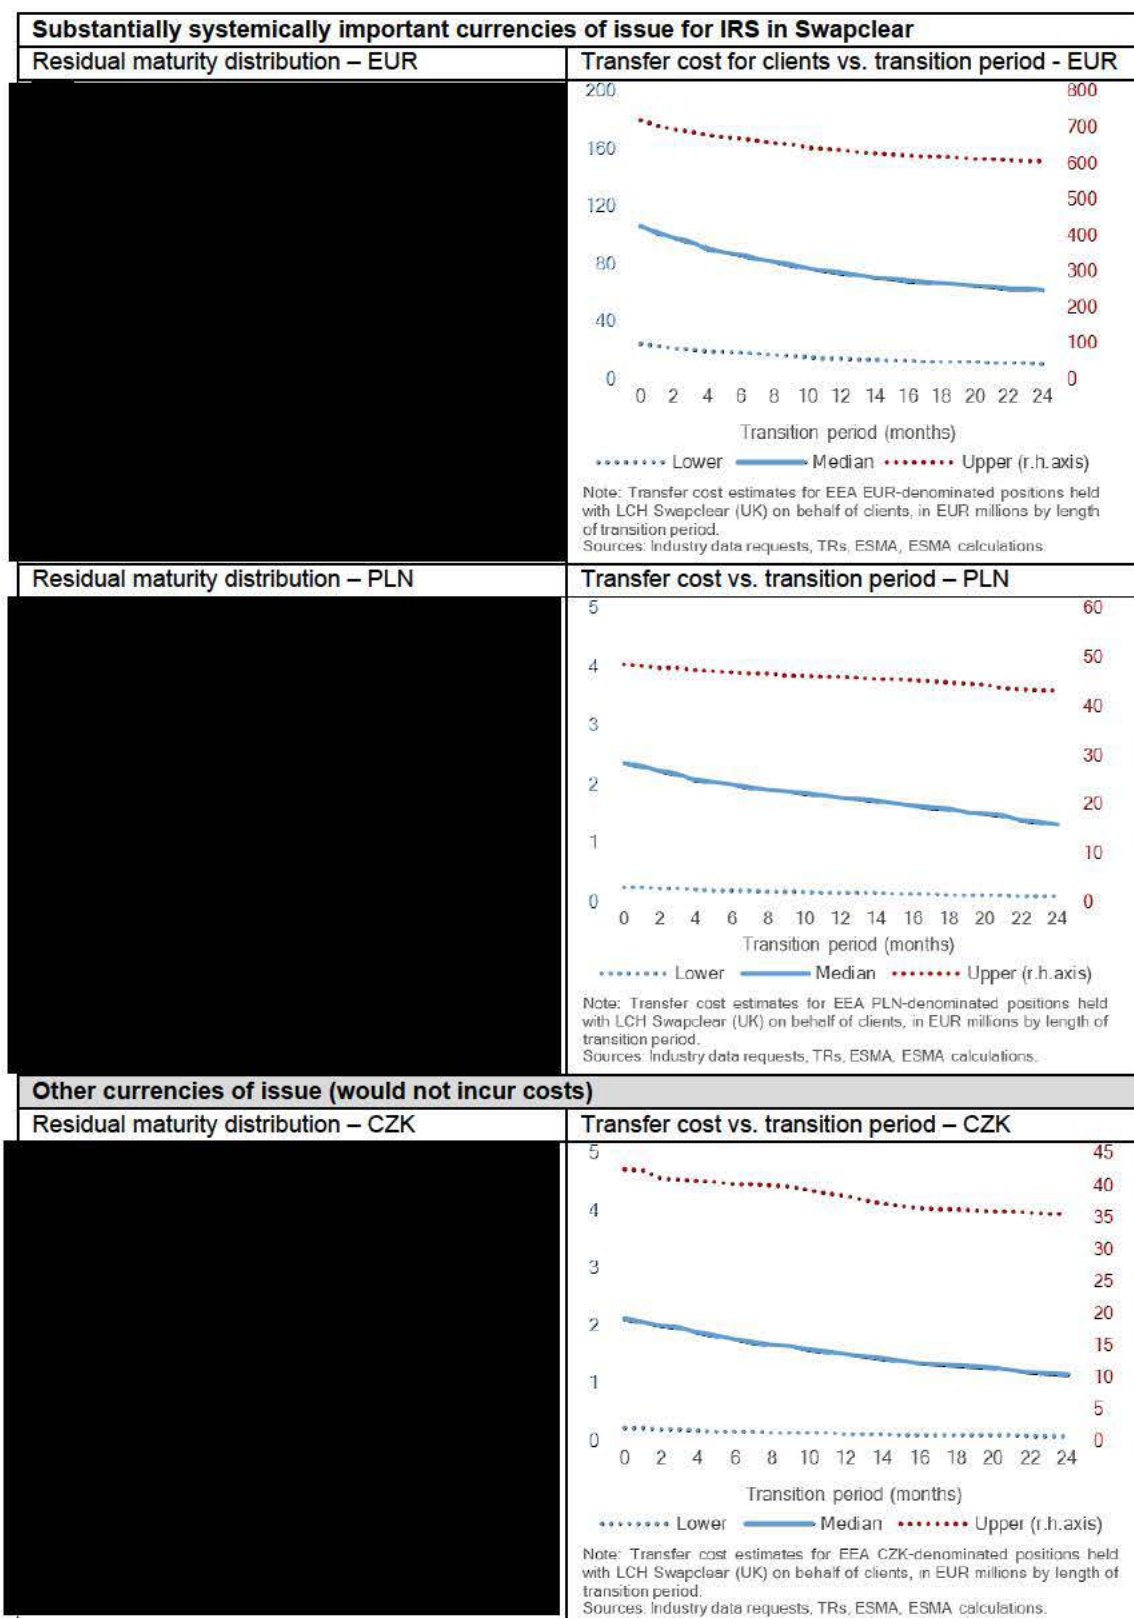 Substantially systemically important currencies of issue for IRS in Swapclear
Residual maturity distribution – EUR
Transfer cost for clients vs. transition period - EUR
200
160
120
80
40
0
800
700
600
500
400
300
200
100
0
0 2 4 6 8 10 12 14 16 18 20 22 24
Transition period (months)
Lower Median Upper (r.h.axis)
Note: Transfer cost estimates for EEA EUR-denominated positions held
with LCH Swapclear (UK) on behalf of clients, in EUR millions by length
of transition period.
Sources: Industry data requests, TRs, ESMA, ESMA calculations.
Residual maturity distribution – PLN
Transfer cost vs. transition period – PLN
5
4
3
2
1
0
60
50
40
30
20
10
0
0 2 4 6 8 10 12 14 16 18 20 22 24
Transition period (months)
Lower Median Upper (r.h.axis)
Note: Transfer cost estimates for EEA PLN-denominated positions held
with LCH Swapclear (UK) on behalf of clients, in EUR millions by length of
transition period.
Sources: Industry data requests, TRs, ESMA, ESMA calculations.
Other currencies of issue (would not incur costs)
Residual maturity distribution – CZK
Transfer cost vs. transition period – CZK
5
4
3
2
1
0
45
40
35
30
25
20
15
10
5
0
0 2 4 6 8 10 12 14 16 18 20 22 24
Transition period (months)
Lower Median Upper (r.h.axis)
Note: Transfer cost estimates for EEA CZK-denominated positions held
with LCH Swapclear (UK) on behalf of clients, in EUR millions by length of
transition period.
Sources: Industry data requests, TRs, ESMA, ESMA calculations.